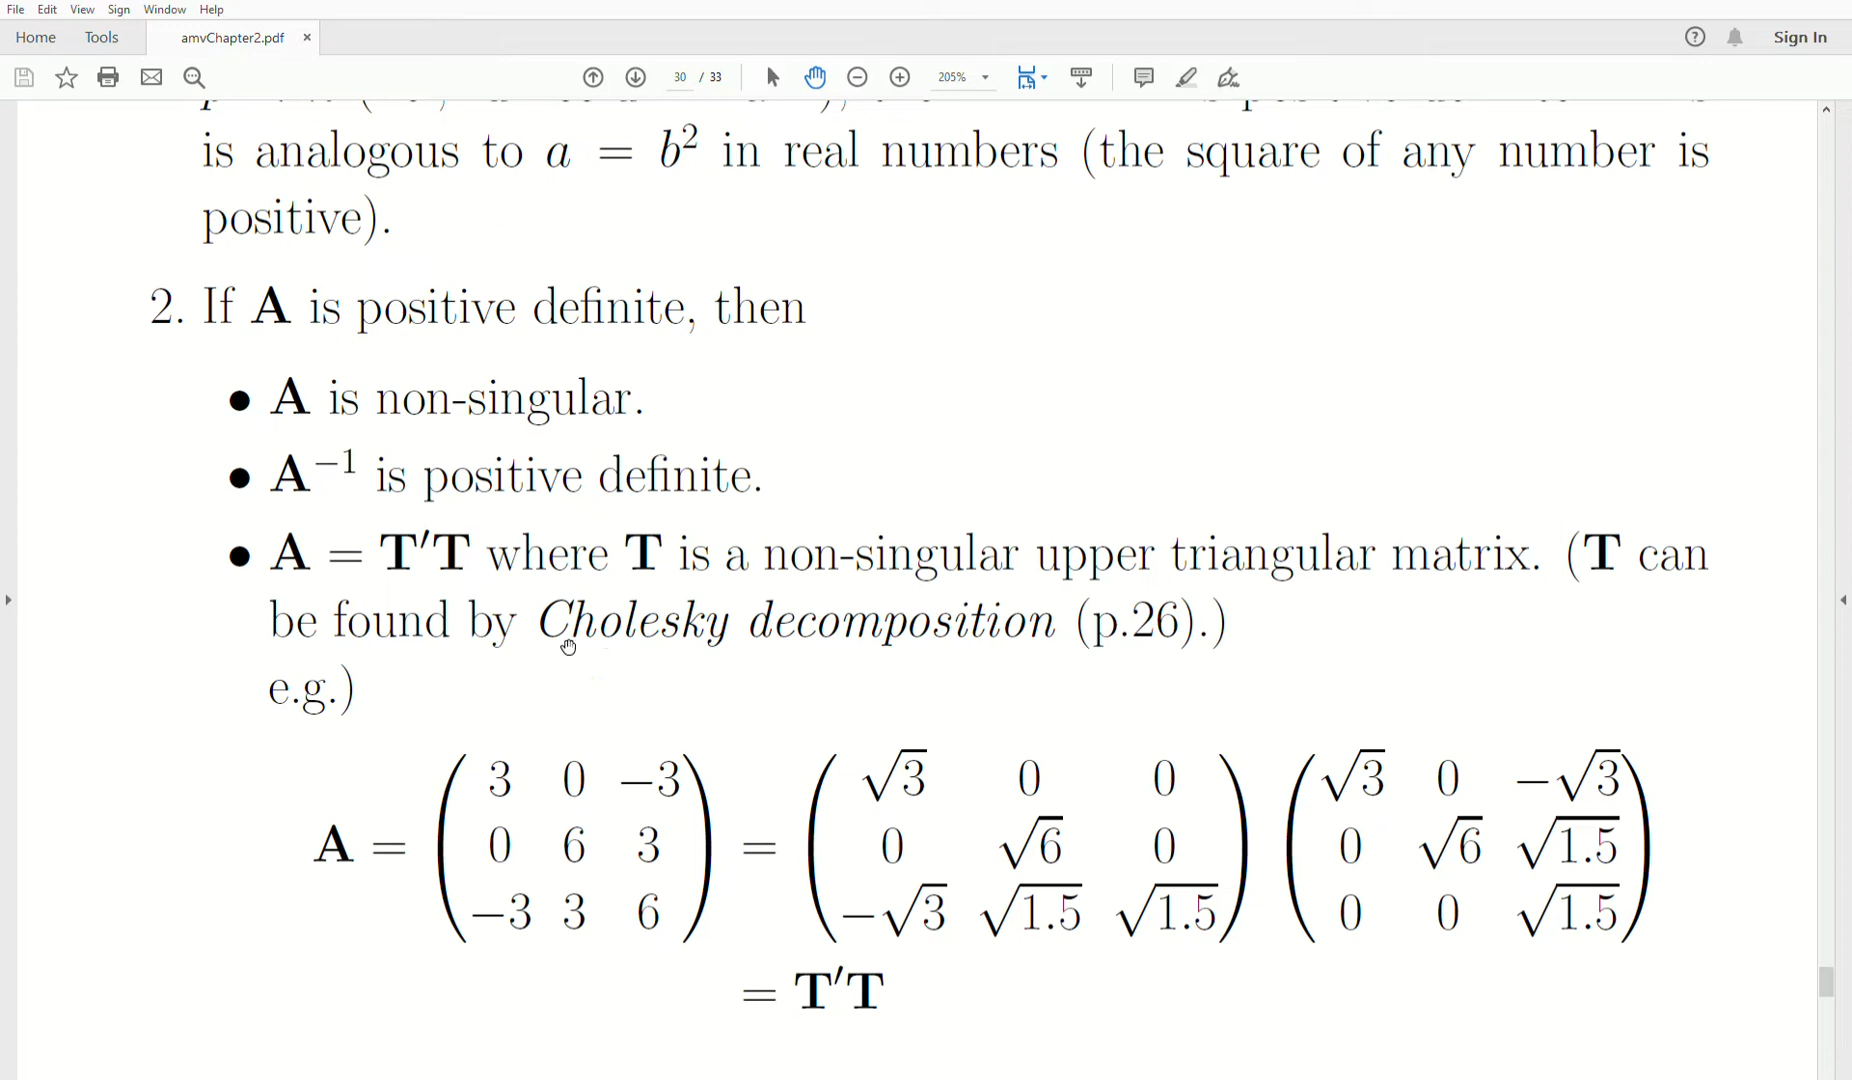 File Edit View Sign Window Help
Home Tools amvChapter2.pdf × Sign In
30 / 33 205%
is analogous to a = b² in real numbers (the square of any number is
positive).
2. If A is positive definite, then
• A is non-singular.
• A⁻¹ is positive definite.
• A = T′T where T is a non-singular upper triangular matrix. (T can
be found by Cholesky decomposition (p.26).)
e.g.)
3 0 −3 √3 0 0 √3 0 −√3
A = 0 6 3 = 0 √6 0 0 √6 √1.5
−3 3 6 −√3 √1.5 √1.5 0 0 √1.5
= T′T